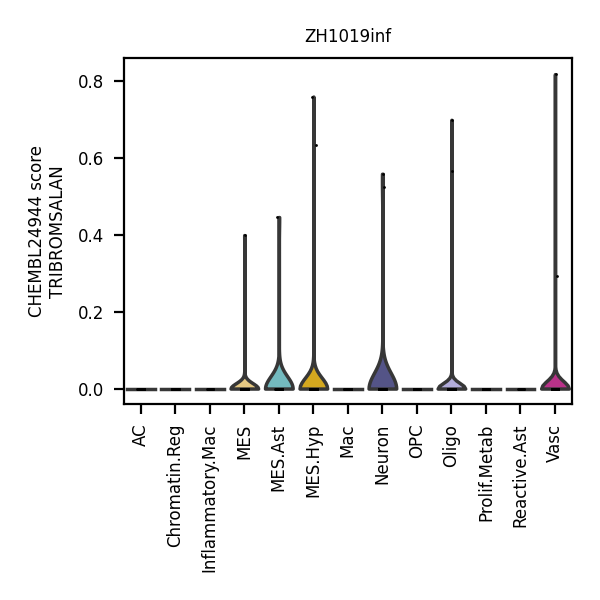 ZH1019inf
CHEMBL24944 score
TRIBROMSALAN
0.8
0.6
0.4
0.2
0.0
AC
Chromatin.Reg
Inflammatory.Mac
MES
MES.Ast
MES.Hyp
Mac
Neuron
OPC
Oligo
Prolif.Metab
Reactive.Ast
Vasc